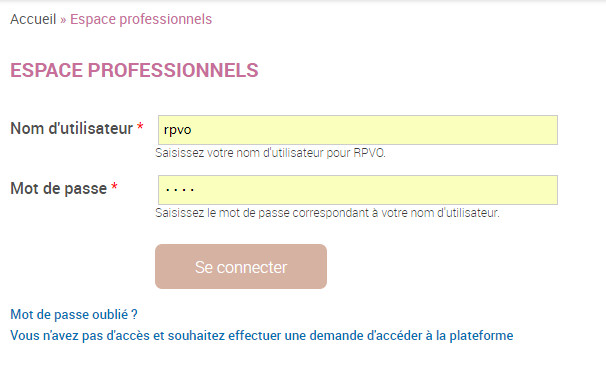 Accueil » Espace professionnels
ESPACE PROFESSIONNELS
Nom d'utilisateur * rpvo
Saisissez votre nom d'utilisateur pour RPVO.
Mot de passe * ····
Saisissez le mot de passe correspondant à votre nom d'utilisateur.
Se connecter
Mot de passe oublié ?
Vous n'avez pas d'accès et souhaitez effectuer une demande d'accéder à la plateforme